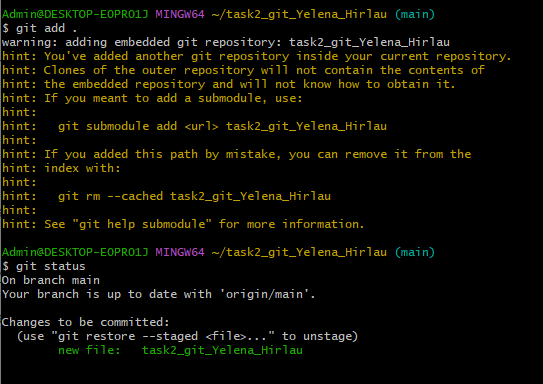 Admin@DESKTOP-EOPRO1J MINGW64 ~/task2_git_Yelena_Hirlau (main)
$ git add .
warning: adding embedded git repository: task2_git_Yelena_Hirlau
hint: You've added another git repository inside your current repository.
hint: Clones of the outer repository will not contain the contents of
hint: the embedded repository and will not know how to obtain it.
hint: If you meant to add a submodule, use:
hint:
hint:   git submodule add <url> task2_git_Yelena_Hirlau
hint:
hint: If you added this path by mistake, you can remove it from the
hint: index with:
hint:
hint:   git rm --cached task2_git_Yelena_Hirlau
hint:
hint: See "git help submodule" for more information.
Admin@DESKTOP-EOPRO1J MINGW64 ~/task2_git_Yelena_Hirlau (main)
$ git status
On branch main
Your branch is up to date with 'origin/main'.
Changes to be committed:
  (use "git restore --staged <file>..." to unstage)
        new file:   task2_git_Yelena_Hirlau